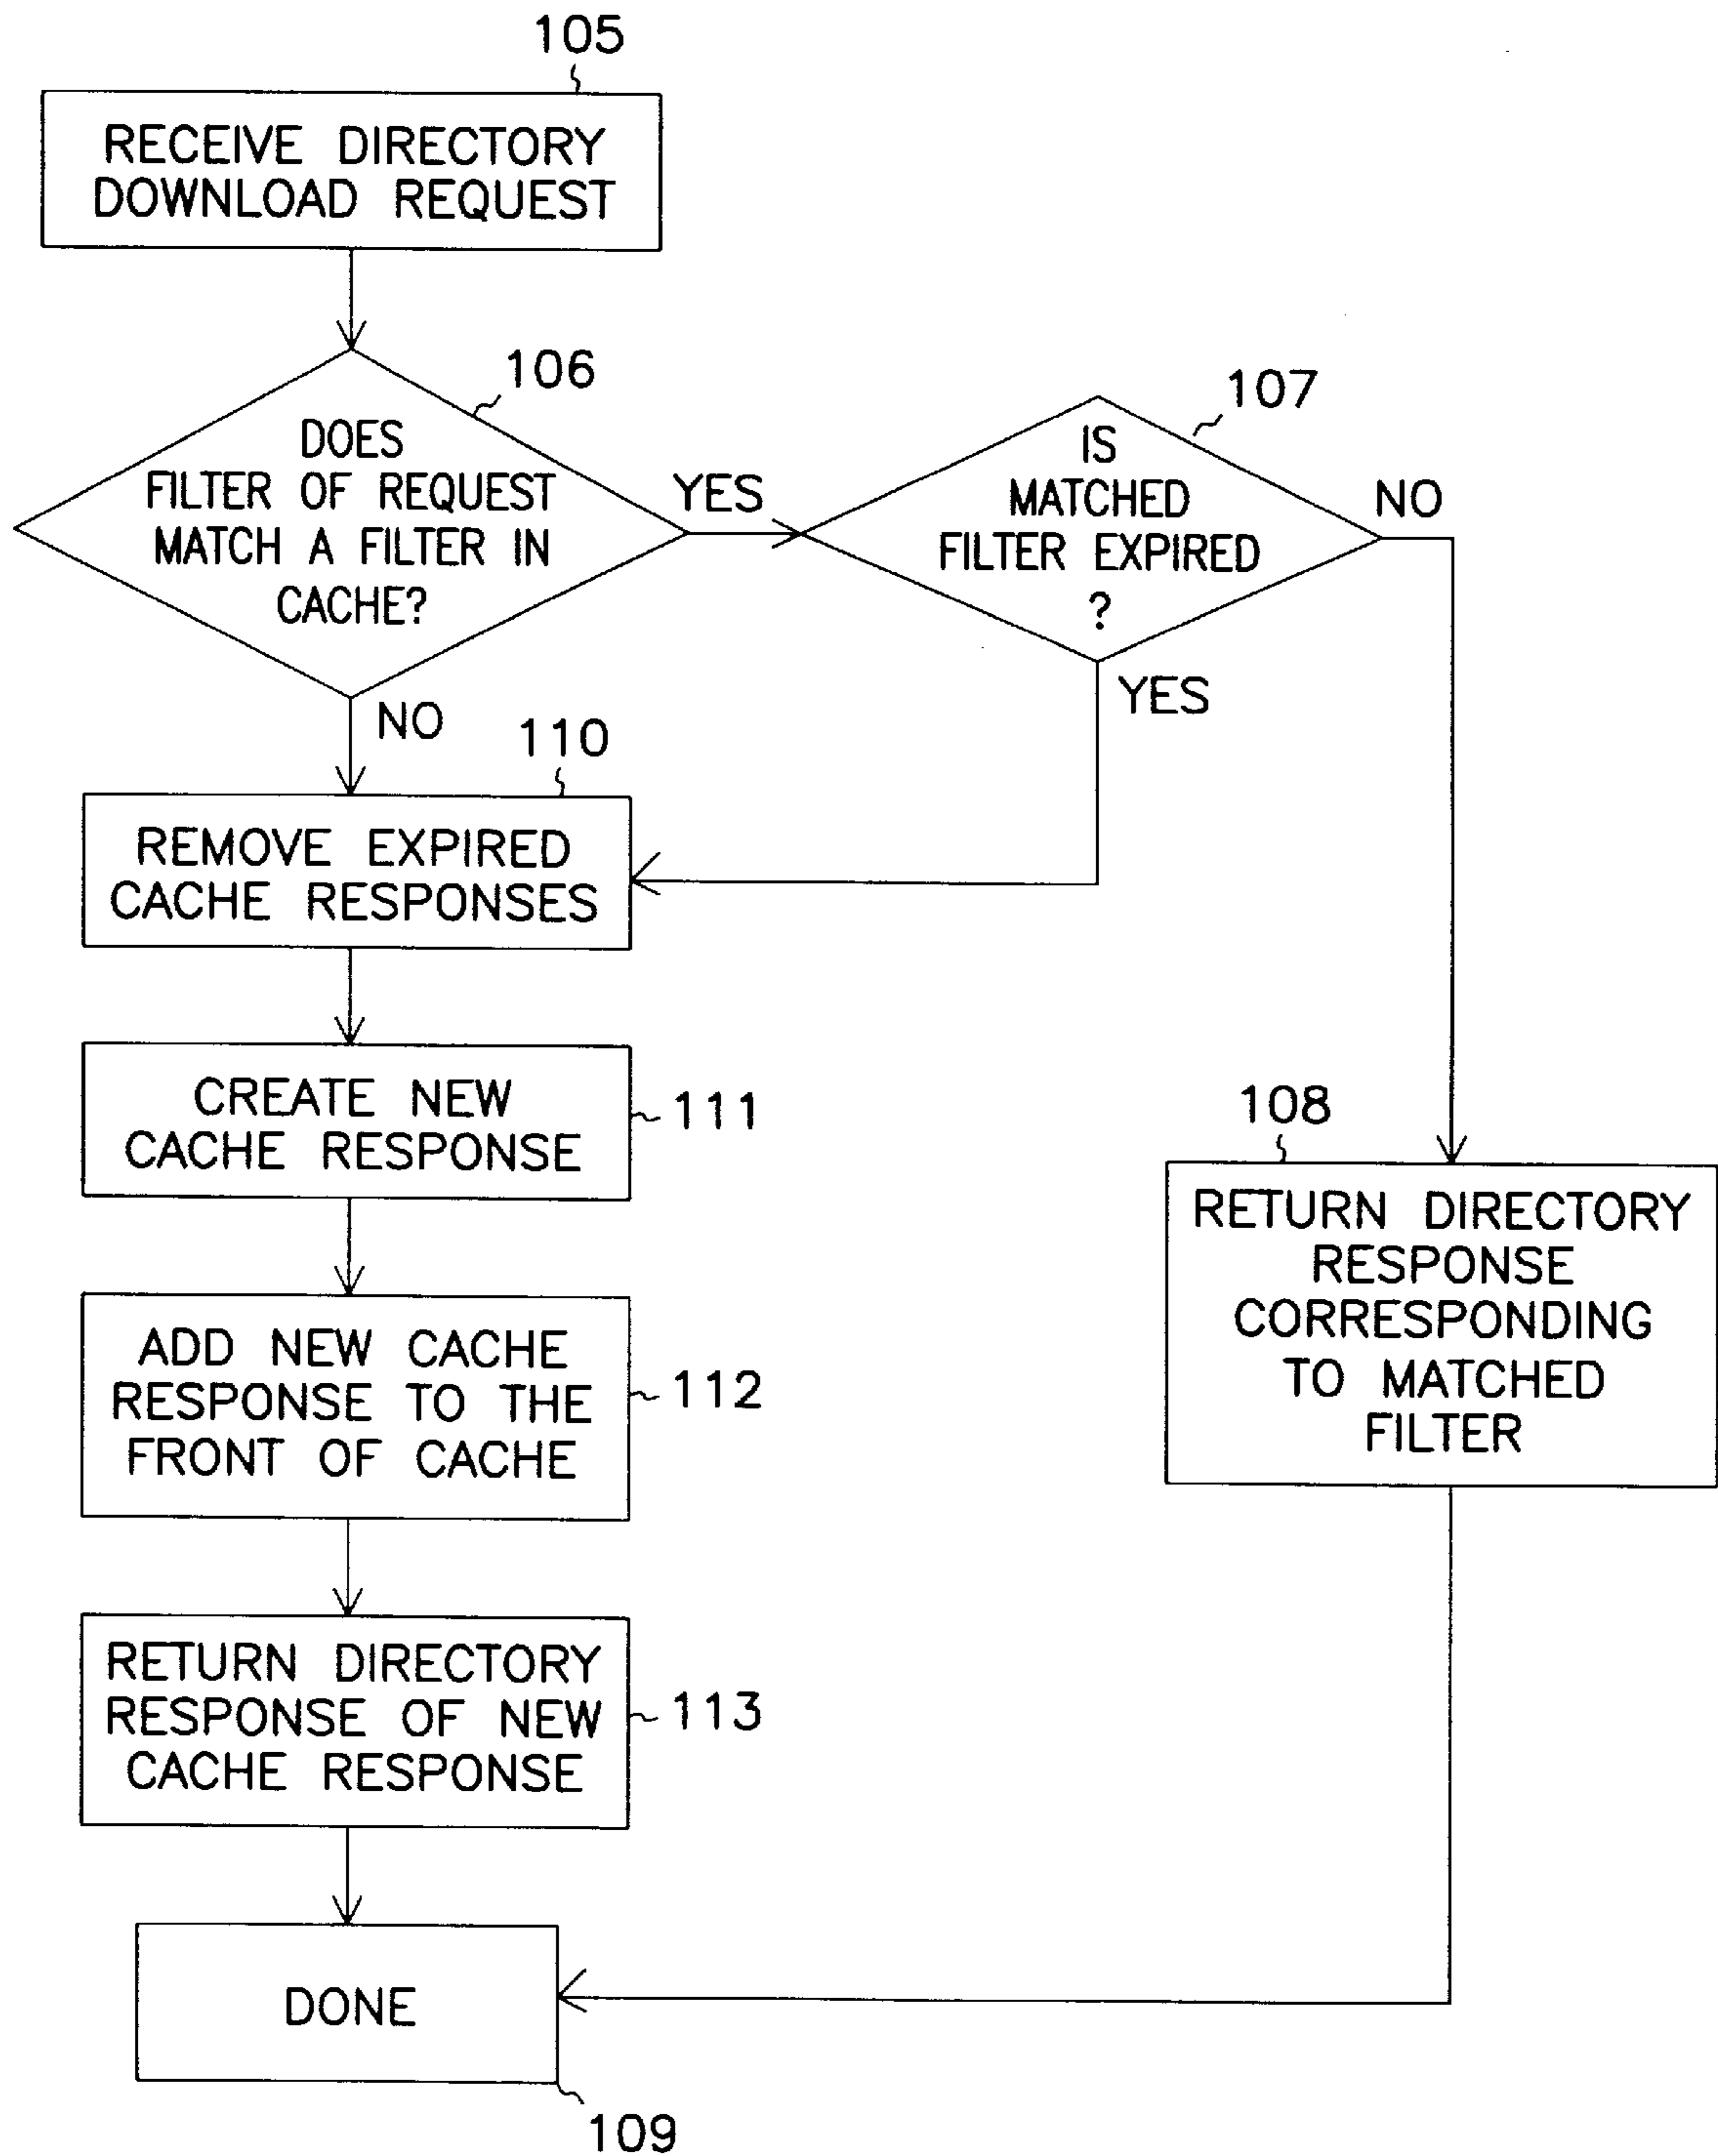 105
RECEIVE DIRECTORY
DOWNLOAD REQUEST
106
DOES
FILTER OF REQUEST
MATCH A FILTER IN
CACHE?
YES
NO
107
IS
MATCHED
FILTER EXPIRED
?
NO
YES
110
REMOVE EXPIRED
CACHE RESPONSES
CREATE NEW
CACHE RESPONSE
111
108
RETURN DIRECTORY
RESPONSE
CORRESPONDING
TO MATCHED
FILTER
ADD NEW CACHE
RESPONSE TO THE
FRONT OF CACHE
112
RETURN DIRECTORY
RESPONSE OF NEW
CACHE RESPONSE
113
DONE
109